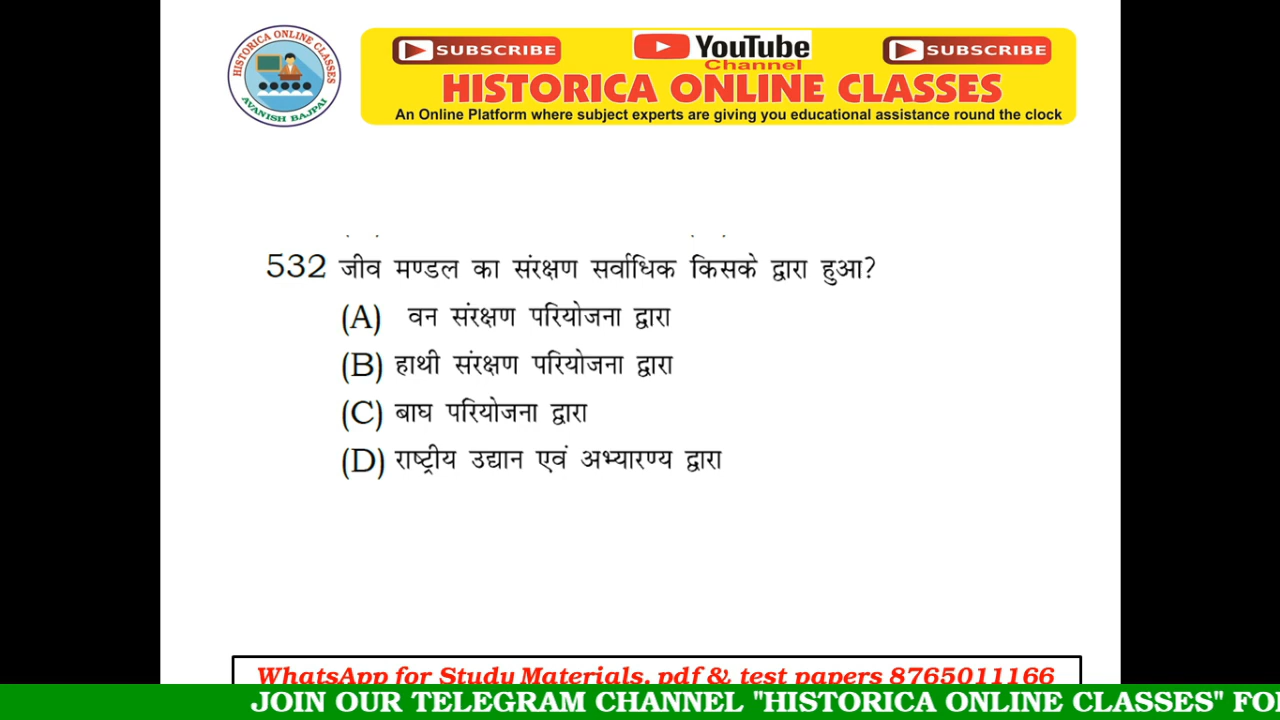 HISTORICA ONLINE CLASSES
AVANISH BAJPAI
SUBSCRIBE
YouTube
Channel
SUBSCRIBE
HISTORICA ONLINE CLASSES
An Online Platform where subject experts are giving you educational assistance round the clock
532 जीव मण्डल का संरक्षण सर्वाधिक किसके द्वारा हुआ?
(A) वन संरक्षण परियोजना द्वारा
(B) हाथी संरक्षण परियोजना द्वारा
(C) बाघ परियोजना द्वारा
(D) राष्ट्रीय उद्यान एवं अभ्यारण्य द्वारा
WhatsApp for Study Materials, pdf & test papers 8765011166
JOIN OUR TELEGRAM CHANNEL "HISTORICA ONLINE CLASSES" FO